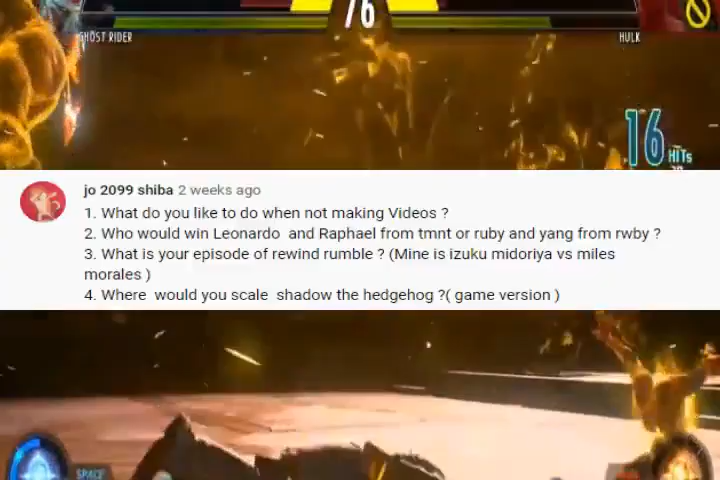 76
GHOST RIDER
HULK
16 HITs
jo 2099 shiba 2 weeks ago
1. What do you like to do when not making Videos ?
2. Who would win Leonardo and Raphael from tmnt or ruby and yang from rwby ?
3. What is your episode of rewind rumble ? (Mine is izuku midoriya vs miles
morales )
4. Where would you scale shadow the hedgehog ?( game version )
SPACE